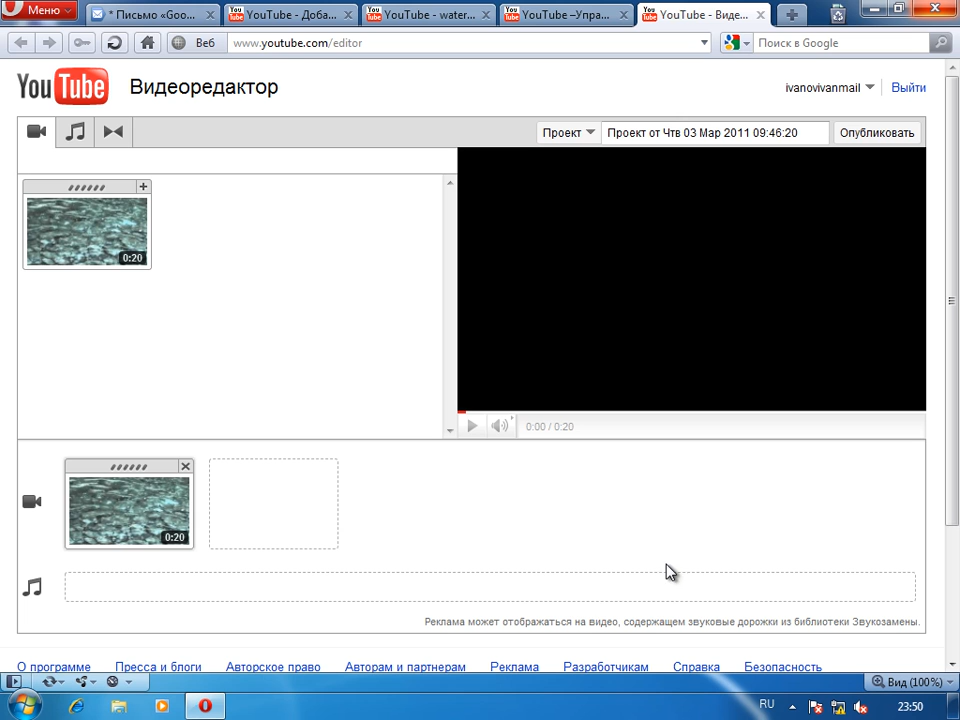 Меню
* Письмо «Goo...
YouTube - Доба...
YouTube - water...
YouTube –Упра...
YouTube - Виде...
Веб
www.youtube.com/editor
Поиск в Google
YouTube
Видеоредактор
ivanovivanmail
Выйти
Проект
Проект от Чтв 03 Мар 2011 09:46:20
Опубликовать
0:20
0:00 / 0:20
0:20
Реклама может отображаться на видео, содержащем звуковые дорожки из библиотеки Звукозамены.
О программе
Пресса и блоги
Авторское право
Авторам и партнерам
Реклама
Разработчикам
Справка
Безопасность
Вид (100%)
RU
23:50